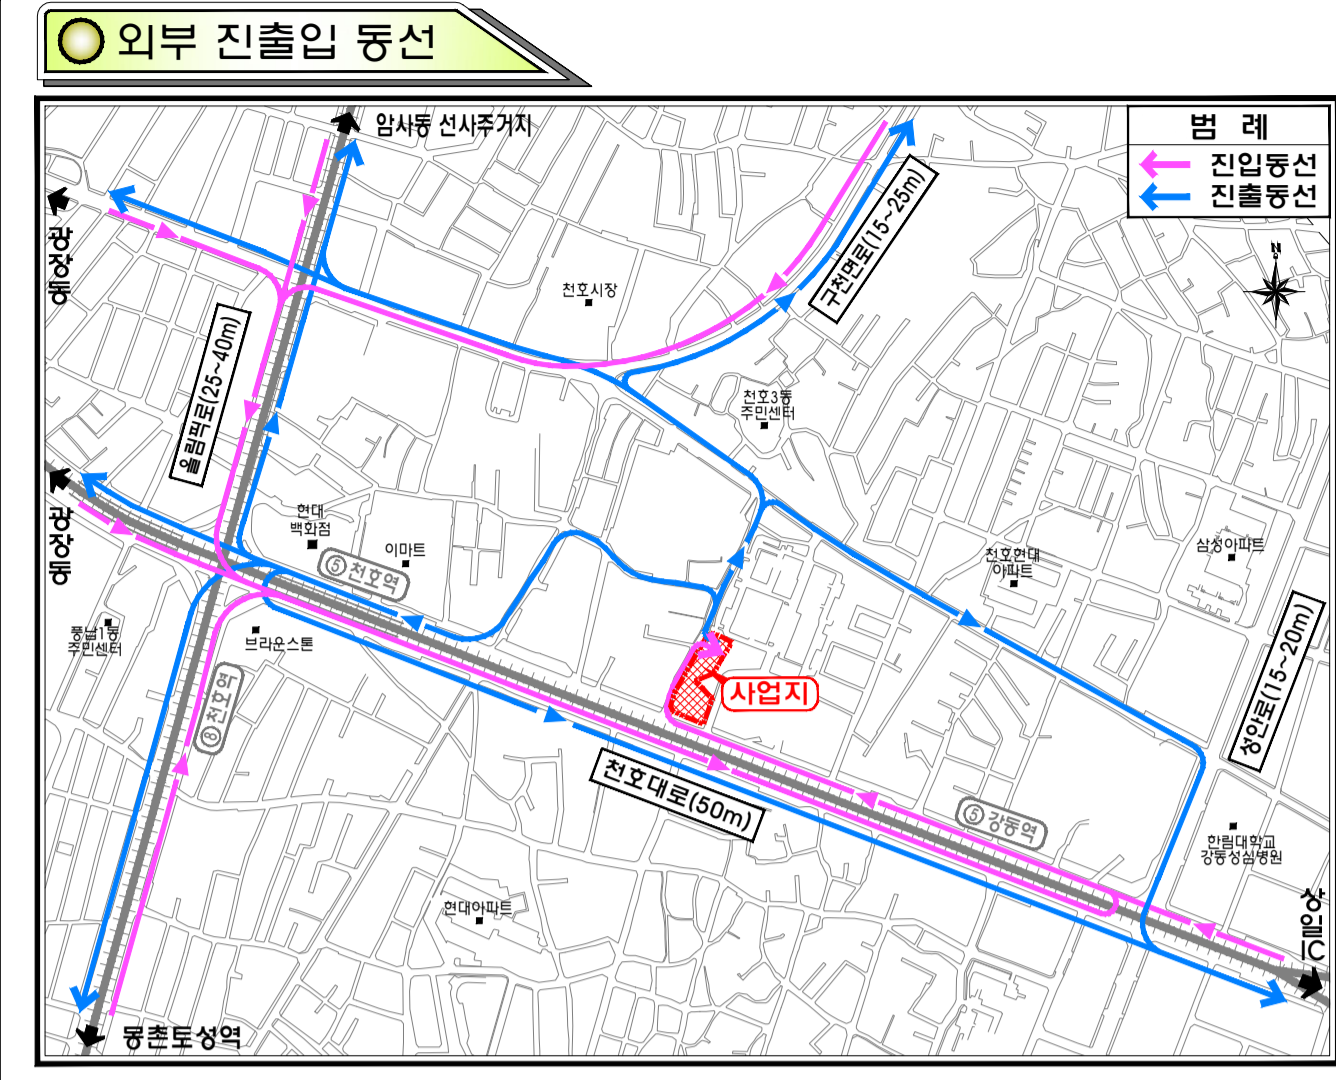 외부 진출입 동선
암사동 선사주거지
범 례
진입동선
진출동선
광장동
N
구천면로(15~25m)
천호시장
올림픽로(25~40m)
천호3동
주민센터
광장동
현대
백화점
이마트
⑤ 천호역
천호현대
아파트
삼성아파트
풍납1동
주민센터
브라운스톤
⑧ 천호역
사업지
성안로(15~20m)
천호대로(50m)
⑤ 강동역
한림대학교
강동성심병원
현대아파트
상일IC
몽촌토성역